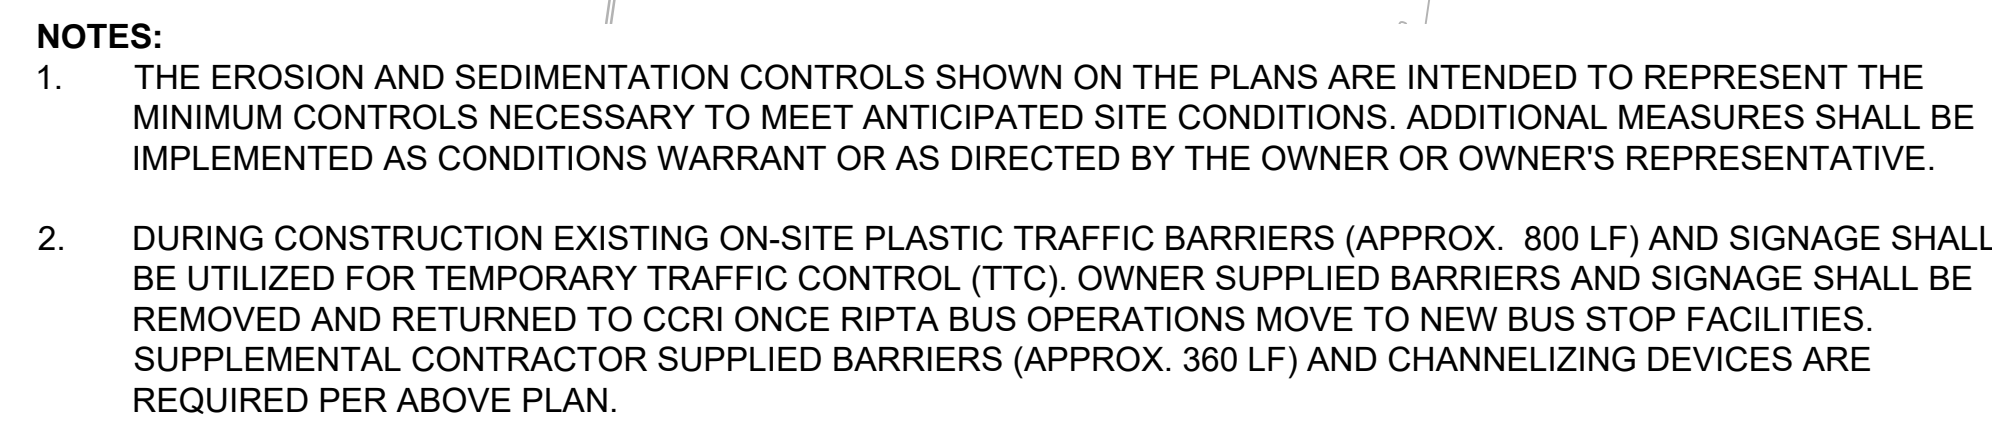 NOTES:
1. THE EROSION AND SEDIMENTATION CONTROLS SHOWN ON THE PLANS ARE INTENDED TO REPRESENT THE
MINIMUM CONTROLS NECESSARY TO MEET ANTICIPATED SITE CONDITIONS. ADDITIONAL MEASURES SHALL BE
IMPLEMENTED AS CONDITIONS WARRANT OR AS DIRECTED BY THE OWNER OR OWNER'S REPRESENTATIVE.
2. DURING CONSTRUCTION EXISTING ON-SITE PLASTIC TRAFFIC BARRIERS (APPROX.  800 LF) AND SIGNAGE SHALL
BE UTILIZED FOR TEMPORARY TRAFFIC CONTROL (TTC). OWNER SUPPLIED BARRIERS AND SIGNAGE SHALL BE
REMOVED AND RETURNED TO CCRI ONCE RIPTA BUS OPERATIONS MOVE TO NEW BUS STOP FACILITIES.
SUPPLEMENTAL CONTRACTOR SUPPLIED BARRIERS (APPROX. 360 LF) AND CHANNELIZING DEVICES ARE
REQUIRED PER ABOVE PLAN.